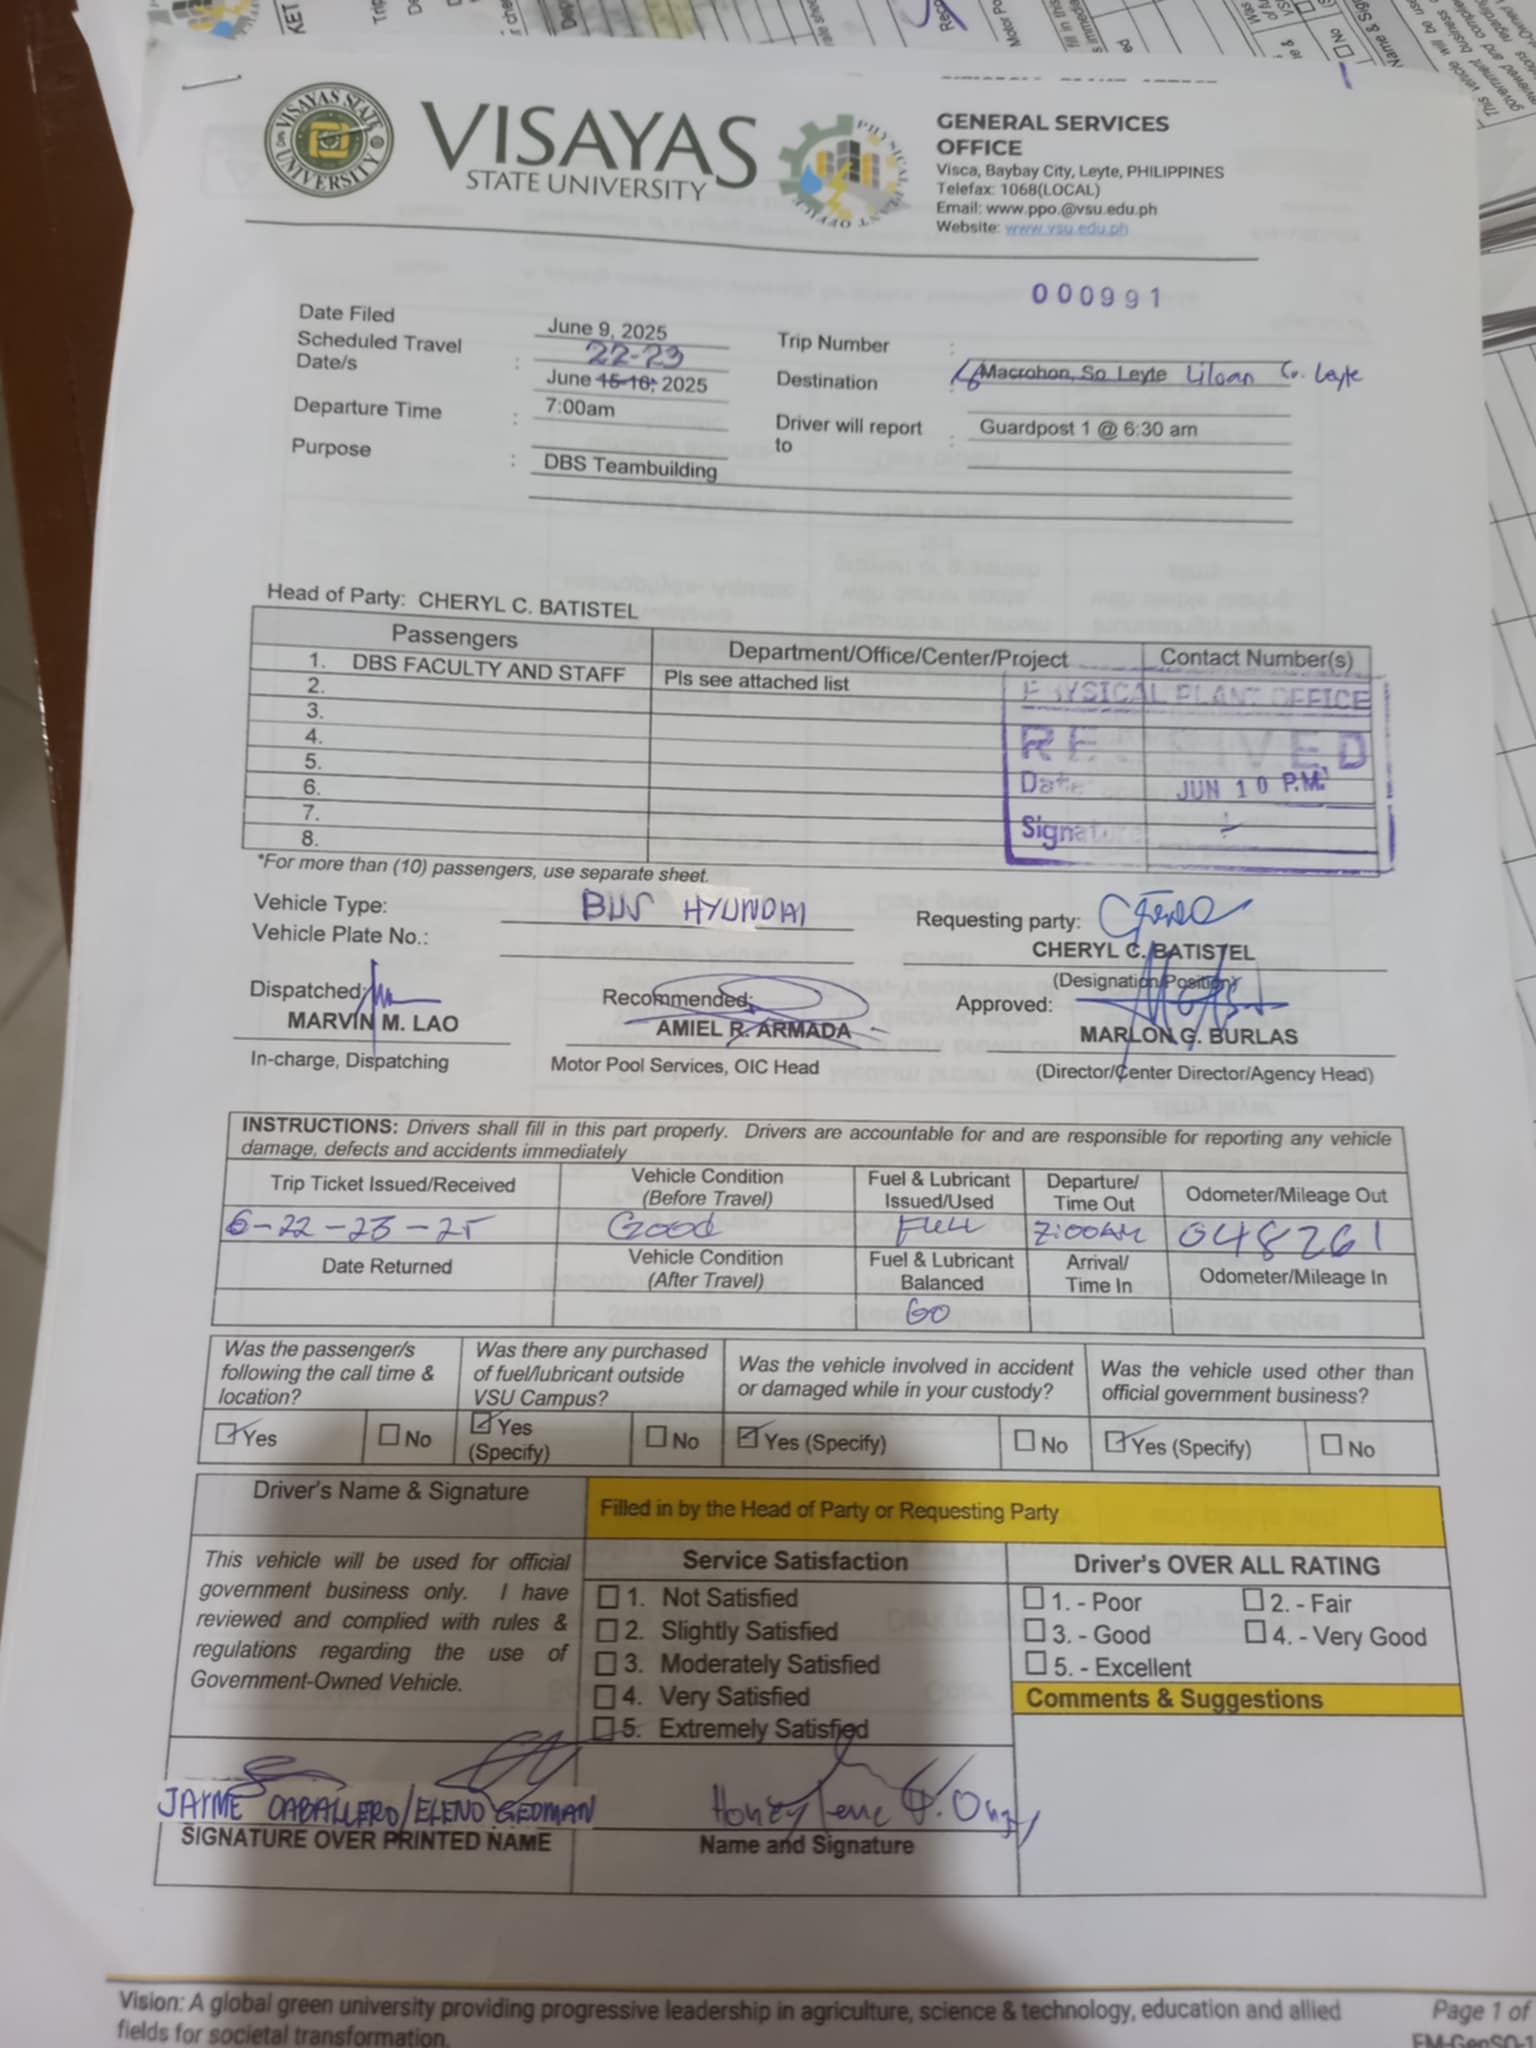 VISAYAS STATE UNIVERSITY
VISAYAS
STATE UNIVERSITY
PHYSICAL PLANT OFFICE
GENERAL SERVICES
OFFICE
Visca, Baybay City, Leyte, PHILIPPINES
Telefax: 1068(LOCAL)
Email: www.ppo.@vsu.edu.ph
Website: www.vsu.edu.ph
000991
Date Filed June 9, 2025
Trip Number :
Scheduled Travel Date/s : 22-23
June 15-16, 2025
Destination : Macrohon, So. Leyte Liloan So. Leyte
Departure Time : 7:00am
Driver will report to : Guardpost 1 @ 6:30 am
Purpose : DBS Teambuilding
Head of Party: CHERYL C. BATISTEL
Passengers Department/Office/Center/Project Contact Number(s)
1. DBS FACULTY AND STAFF Pls see attached list
2.
3.
4.
5.
6.
7.
8.
PHYSICAL PLANT OFFICE
RECEIVED
Date: JUN 10 P.M.
Signature
*For more than (10) passengers, use separate sheet.
Vehicle Type: BUS HYUNDAI
Requesting party:
Vehicle Plate No.:
CHERYL C. BATISTEL
(Designation/Position)
Dispatched: Recommended: Approved:
MARVIN M. LAO AMIEL R. ARMADA MARLON G. BURLAS
In-charge, Dispatching Motor Pool Services, OIC Head (Director/Center Director/Agency Head)
INSTRUCTIONS: Drivers shall fill in this part properly. Drivers are accountable for and are responsible for reporting any vehicle
damage, defects and accidents immediately
Trip Ticket Issued/Received Vehicle Condition (Before Travel) Fuel & Lubricant Issued/Used Departure/ Time Out Odometer/Mileage Out
6-22-23-25 Good Full 7:00AM 048261
Date Returned Vehicle Condition (After Travel) Fuel & Lubricant Balanced Arrival/ Time In Odometer/Mileage In
60
Was the passenger/s following the call time & location?
Was there any purchased of fuel/lubricant outside VSU Campus?
Was the vehicle involved in accident or damaged while in your custody?
Was the vehicle used other than official government business?
☑ Yes ☐ No ☑ Yes (Specify) ☐ No ☑ Yes (Specify) ☐ No ☑ Yes (Specify) ☐ No
Driver's Name & Signature
Filled in by the Head of Party or Requesting Party
This vehicle will be used for official
government business only. I have
reviewed and complied with rules &
regulations regarding the use of
Government-Owned Vehicle.
Service Satisfaction
☐ 1. Not Satisfied
☐ 2. Slightly Satisfied
☐ 3. Moderately Satisfied
☐ 4. Very Satisfied
☐ 5. Extremely Satisfied
Driver's OVER ALL RATING
☐ 1. - Poor ☐ 2. - Fair
☐ 3. - Good ☐ 4. - Very Good
☐ 5. - Excellent
Comments & Suggestions
JAYME CABALLERO/ELENO GEDMAN
SIGNATURE OVER PRINTED NAME
Name and Signature
Vision: A global green university providing progressive leadership in agriculture, science & technology, education and allied
fields for societal transformation.
Page 1 of